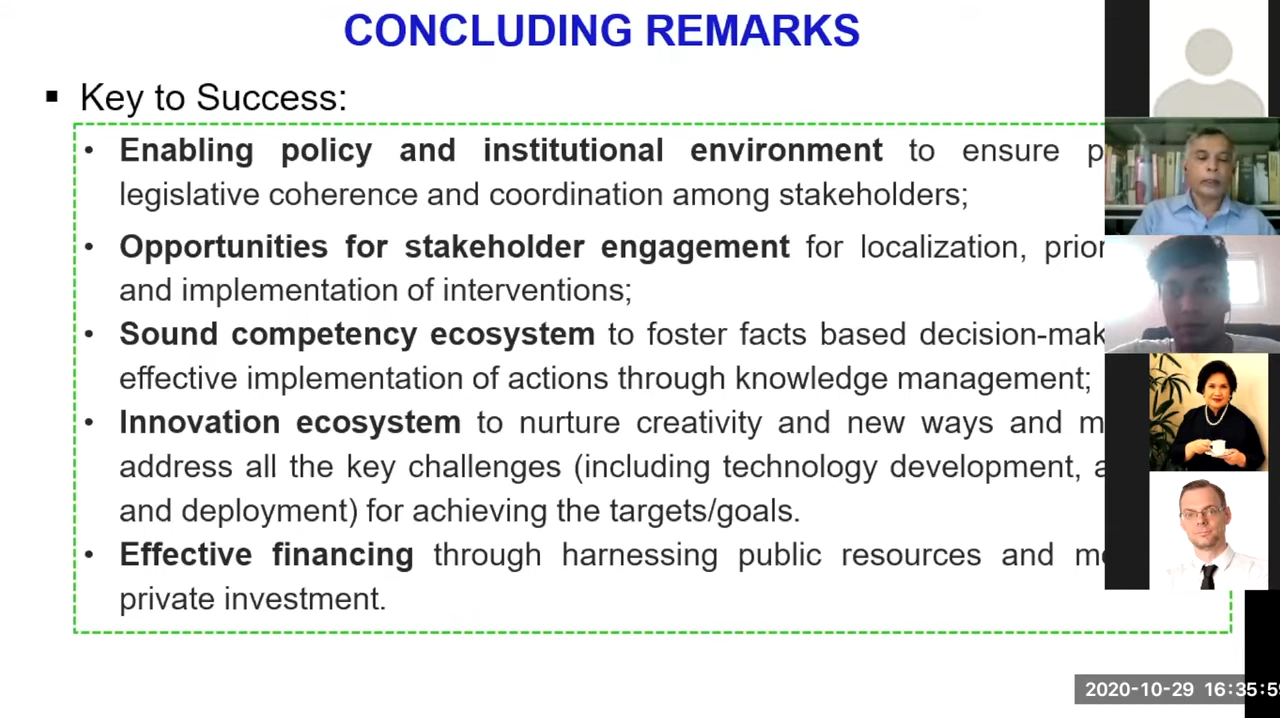 CONCLUDING REMARKS
▪ Key to Success:
• Enabling policy and institutional environment to ensure
legislative coherence and coordination among stakeholders;
• Opportunities for stakeholder engagement for localization,
and implementation of interventions;
• Sound competency ecosystem to foster facts based
effective implementation of actions through knowledge management;
• Innovation ecosystem to nurture creativity and new ways and
address all the key challenges (including technology development,
and deployment) for achieving the targets/goals.
• Effective financing through harnessing public resources and
private investment.
2020-10-29 16:35:59